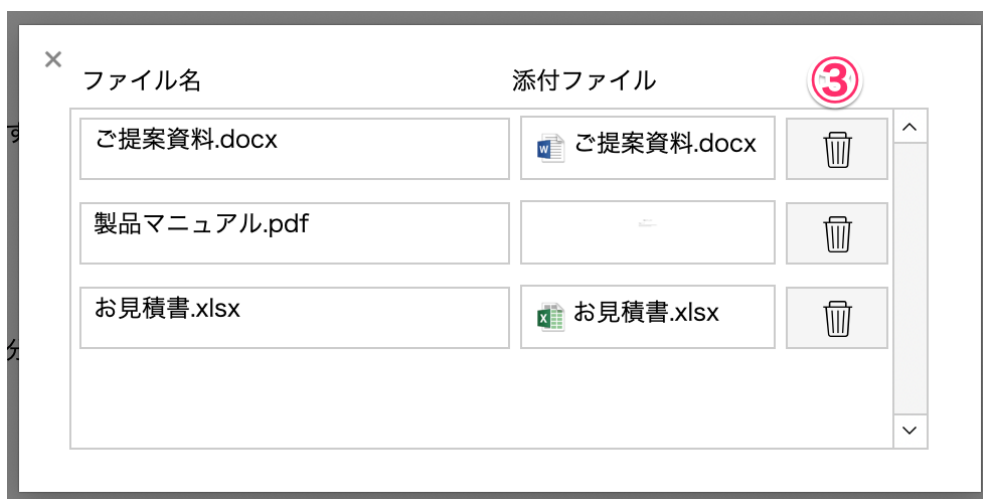 ファイル名
添付ファイル
③
ご提案資料.docx
ご提案資料.docx
製品マニュアル.pdf
お見積書.xlsx
お見積書.xlsx